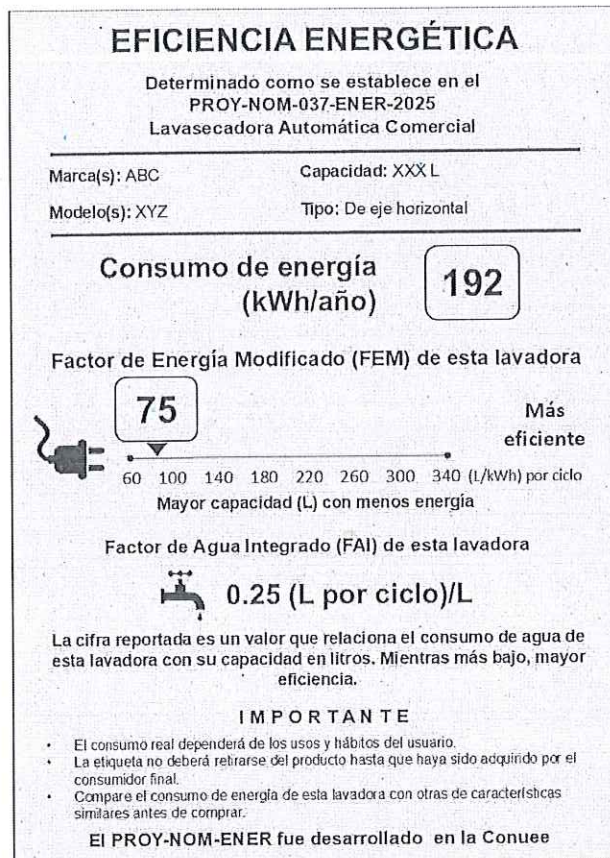 EFICIENCIA ENERGÉTICA
Determinado como se establece en el
PROY-NOM-037-ENER-2025
Lavasecadora Automática Comercial
Marca(s): ABC Capacidad: XXX L
Modelo(s): XYZ Tipo: De eje horizontal
Consumo de energía
(kWh/año)
192
Factor de Energía Modificado (FEM) de esta lavadora
75
Más
eficiente
60 100 140 180 220 260 300 340 (L/kWh) por ciclo
Mayor capacidad (L) con menos energía
Factor de Agua Integrado (FAI) de esta lavadora
0.25 (L por ciclo)/L
La cifra reportada es un valor que relaciona el consumo de agua de
esta lavadora con su capacidad en litros. Mientras más bajo, mayor
eficiencia.
IMPORTANTE
• El consumo real dependerá de los usos y hábitos del usuario.
• La etiqueta no deberá retirarse del producto hasta que haya sido adquirido por el
consumidor final.
• Compare el consumo de energía de esta lavadora con otras de características
similares antes de comprar.
El PROY-NOM-ENER fue desarrollado en la Conuee